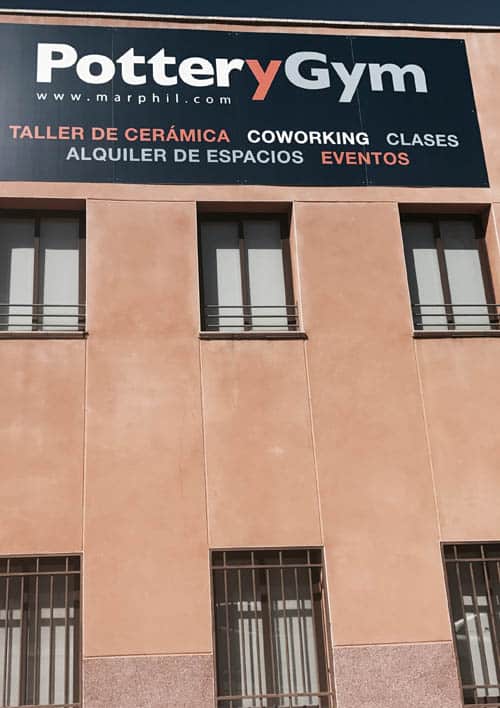 PotteryGym
www.marphil.com
TALLER DE CERÁMICA COWORKING CLASES
ALQUILER DE ESPACIOS EVENTOS